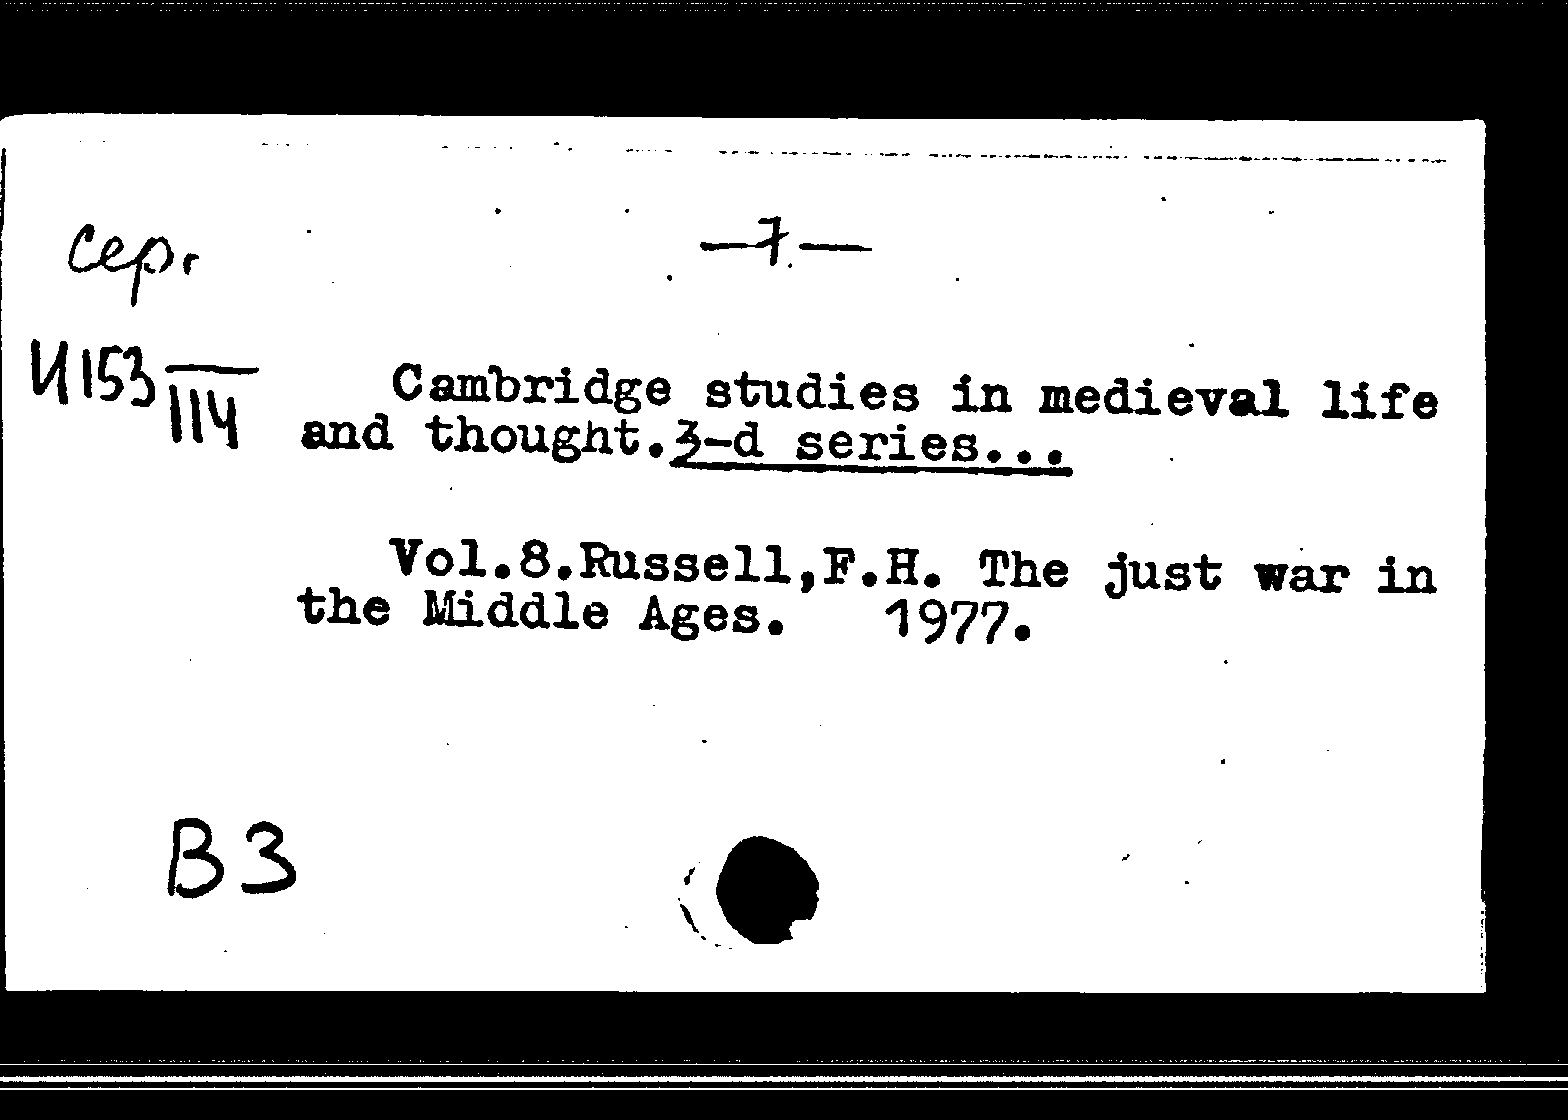 —7—
сер.
И153
114
Cambridge studies in medieval life
and thought.3-d series...
Vol.8.Russell,F.H. The just war in
the Middle Ages. 1977.
В3